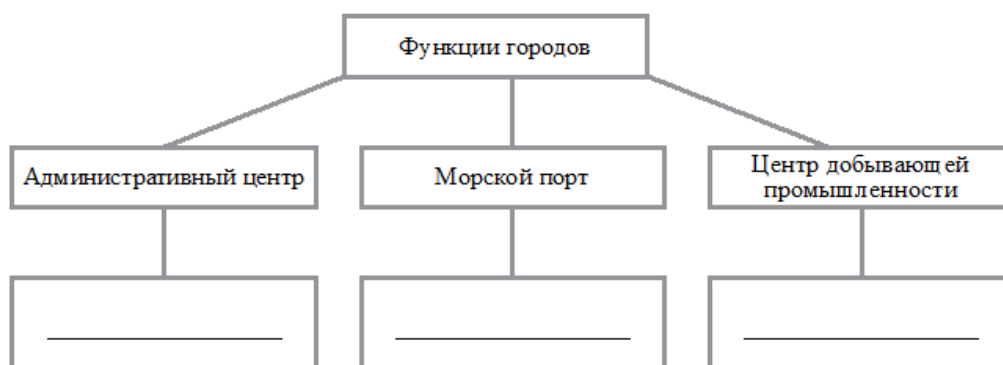 Функции городов
Административный центр
Морской порт
Центр добывающей
промышленности